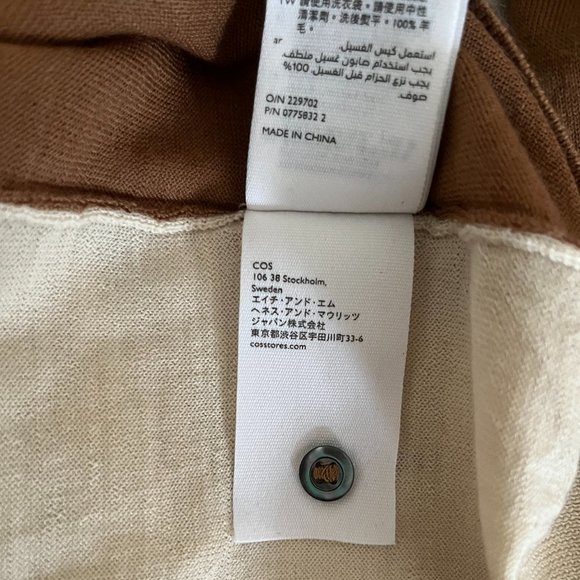 TW 請使用洗衣袋。請使用中性
清潔劑。洗後熨平。100% 羊
毛。
ar استعمل كيس الغسيل.
يجب استخدام صابون غسيل منظف.
يجب نزع الحزام قبل الغسيل. 100%
صوف.
O/N 229702
P/N 0775832 2
MADE IN CHINA
COS
106 38 Stockholm,
Sweden
エイチ・アンド・エム
ヘネス・アンド・マウリッツ
ジャパン株式会社
東京都渋谷区宇田川町33-6
cosstores.com